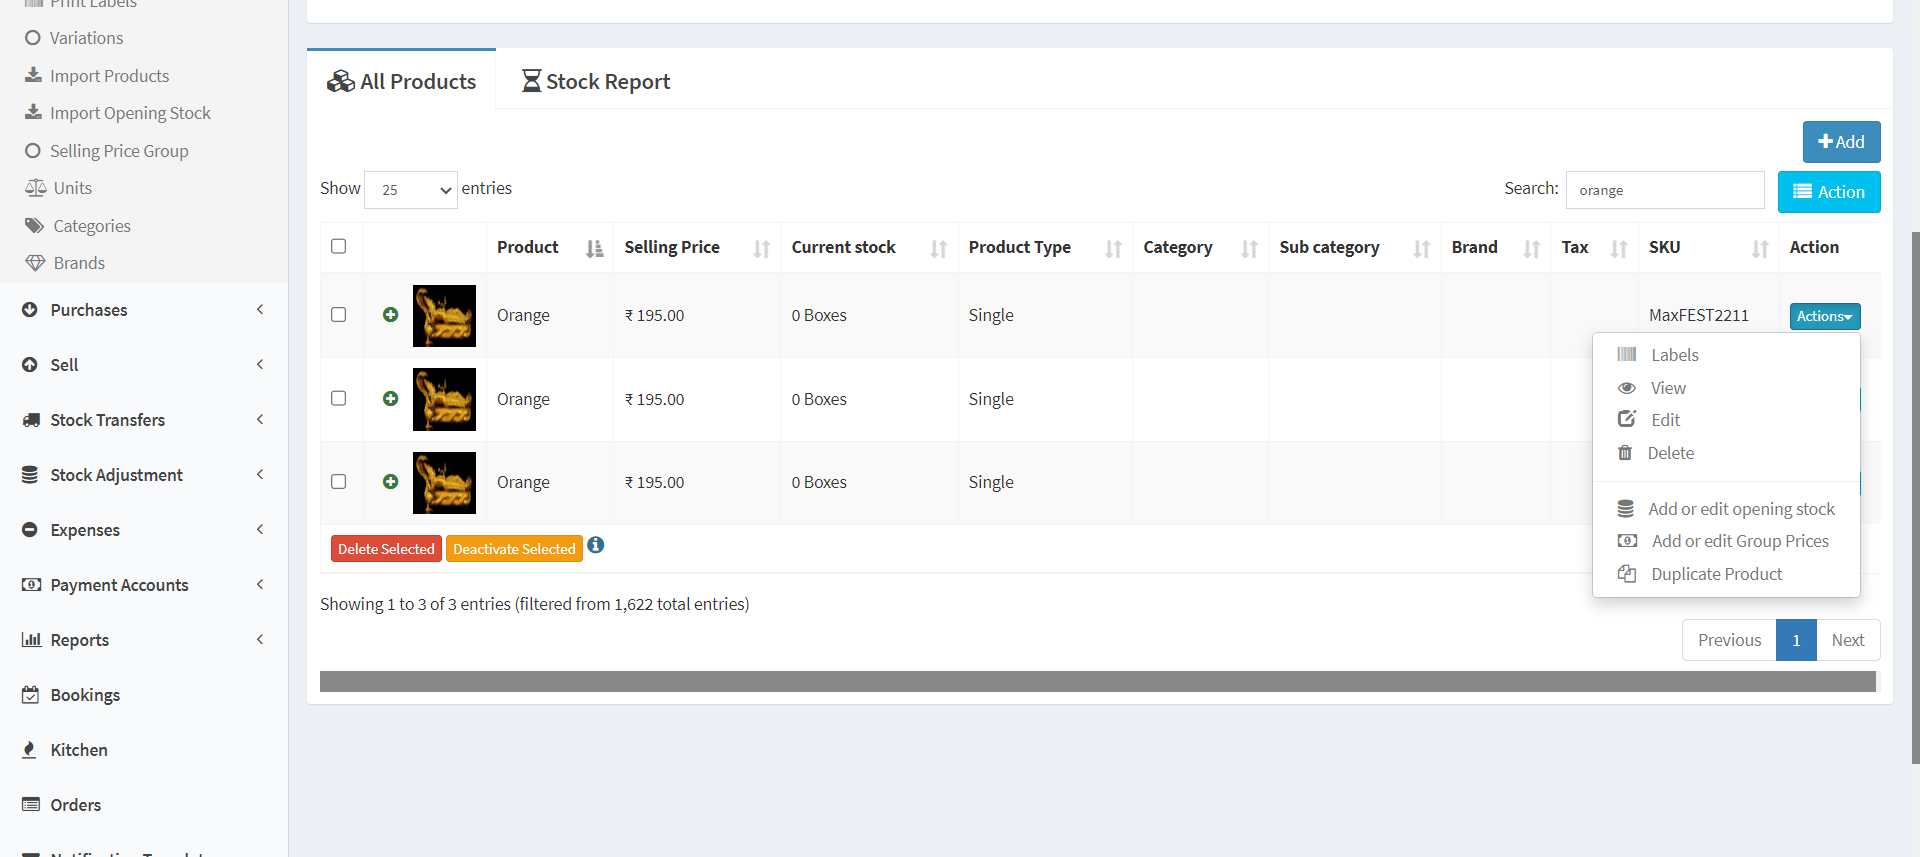 Print Labels
Variations
Import Products
Import Opening Stock
Selling Price Group
Units
Categories
Brands
Purchases
Sell
Stock Transfers
Stock Adjustment
Expenses
Payment Accounts
Reports
Bookings
Kitchen
Orders
All Products
Stock Report
Add
Show 25 entries
Search: orange
Action
Product Selling Price Current stock Product Type Category Sub category Brand Tax SKU Action
Orange ₹ 195.00 0 Boxes Single MaxFEST2211 Actions
Orange ₹ 195.00 0 Boxes Single
Orange ₹ 195.00 0 Boxes Single
Labels
View
Edit
Delete
Add or edit opening stock
Add or edit Group Prices
Duplicate Product
Delete Selected Deactivate Selected
Showing 1 to 3 of 3 entries (filtered from 1,622 total entries)
Previous 1 Next